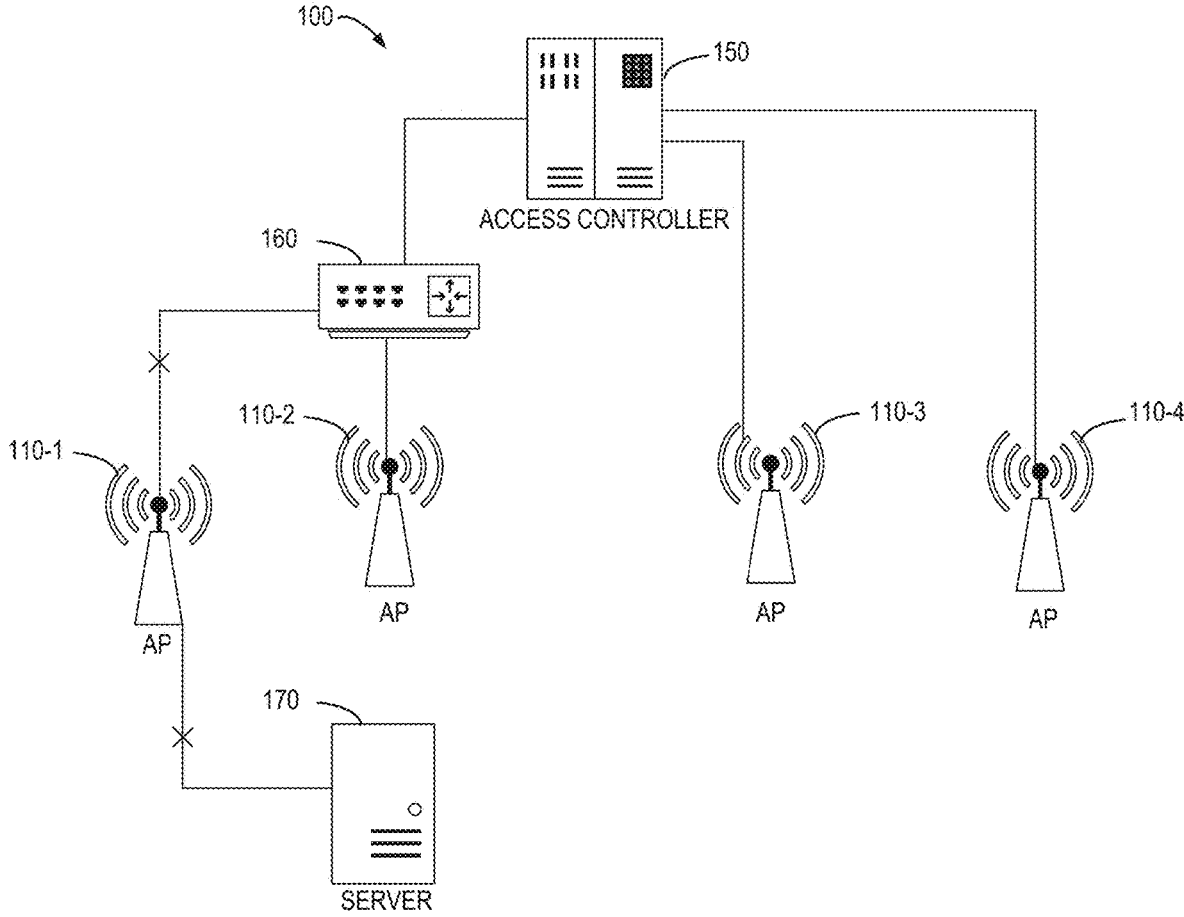 100
150
ACCESS CONTROLLER
160
110-1
110-2
110-3
110-4
AP
AP
AP
AP
170
SERVER